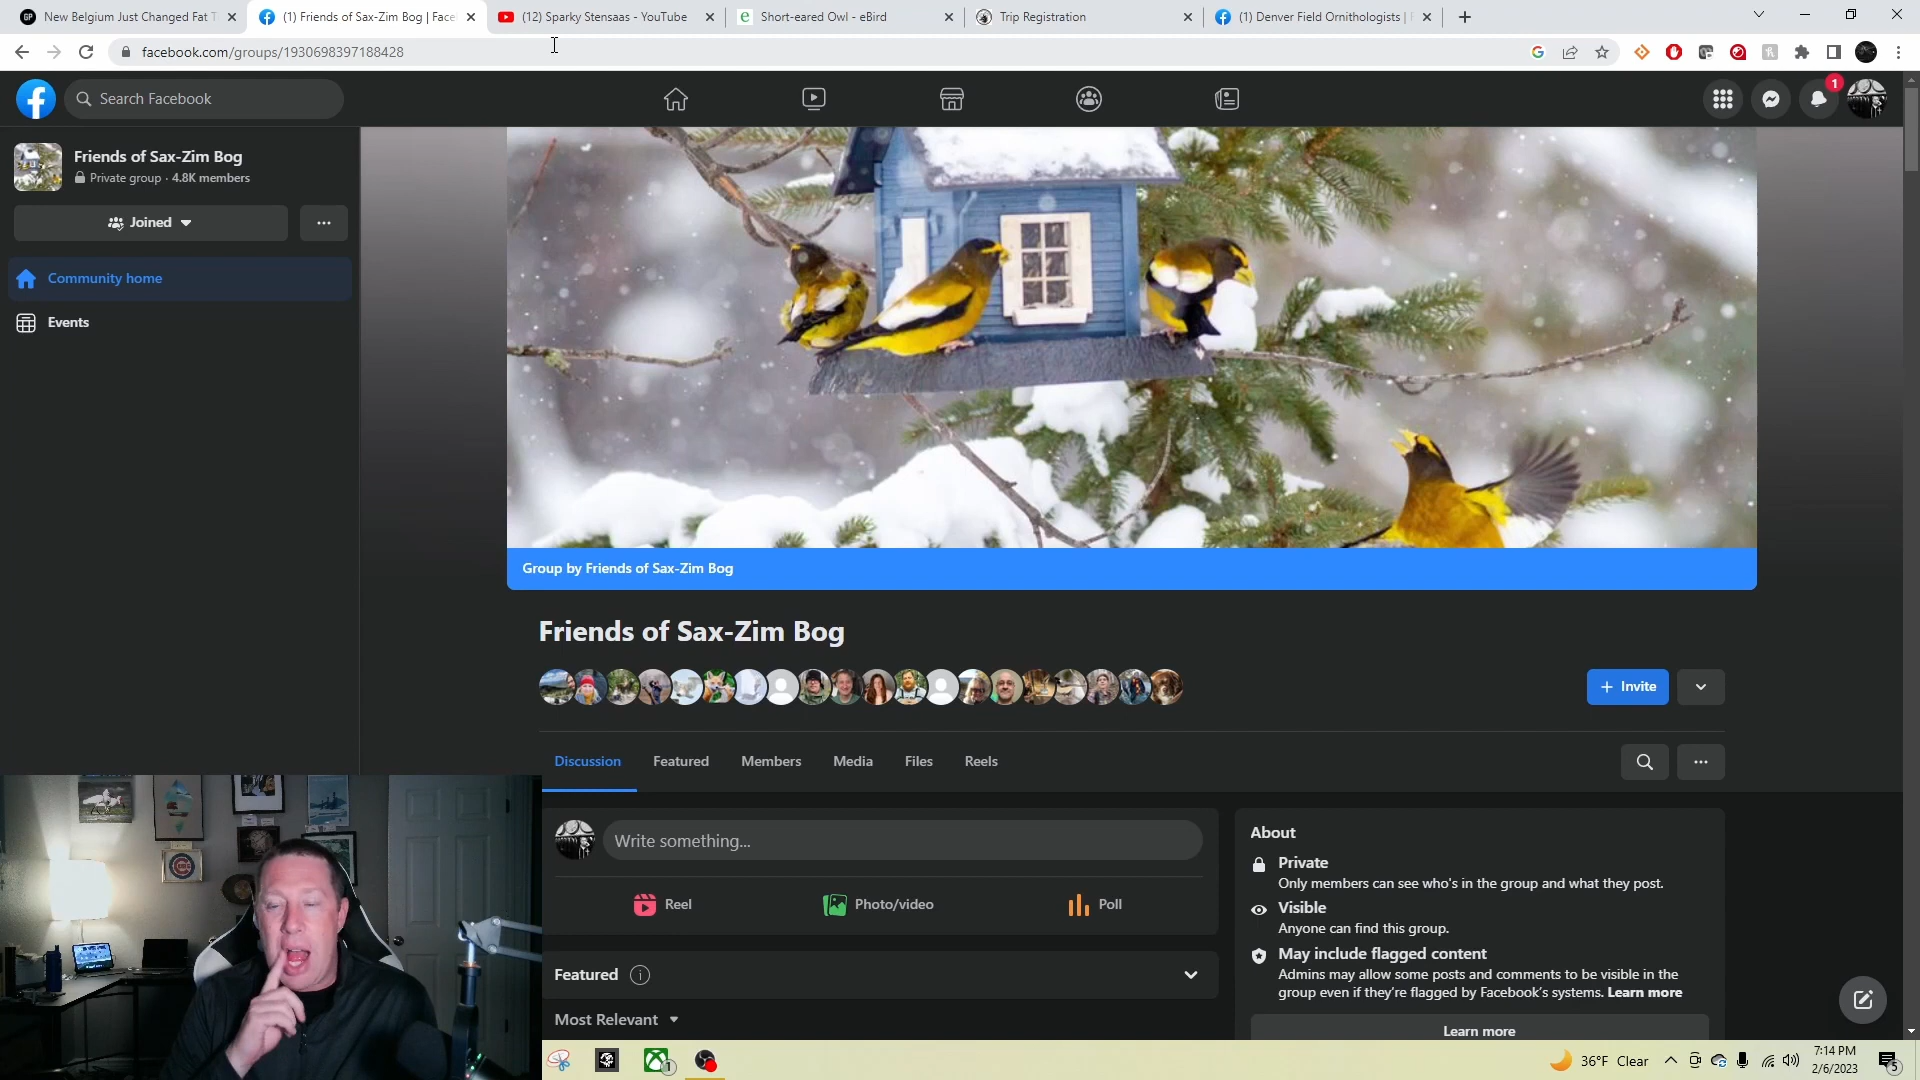 New Belgium Just Changed Fat T
(1) Friends of Sax-Zim Bog | Face
(12) Sparky Stensaas - YouTube
Short-eared Owl - eBird
Trip Registration
(1) Denver Field Ornithologists |
facebook.com/groups/1930698397188428
Search Facebook
1
Friends of Sax-Zim Bog
Private group · 4.8K members
Joined
Community home
Events
Group by Friends of Sax-Zim Bog
Friends of Sax-Zim Bog
+ Invite
Discussion
Featured
Members
Media
Files
Reels
Write something...
Reel
Photo/video
Poll
Featured
Most Relevant
About
Private
Only members can see who's in the group and what they post.
Visible
Anyone can find this group.
May include flagged content
Admins may allow some posts and comments to be visible in the
group even if they're flagged by Facebook's systems. Learn more
Learn more
1
36°F Clear
7:14 PM
2/6/2023
5